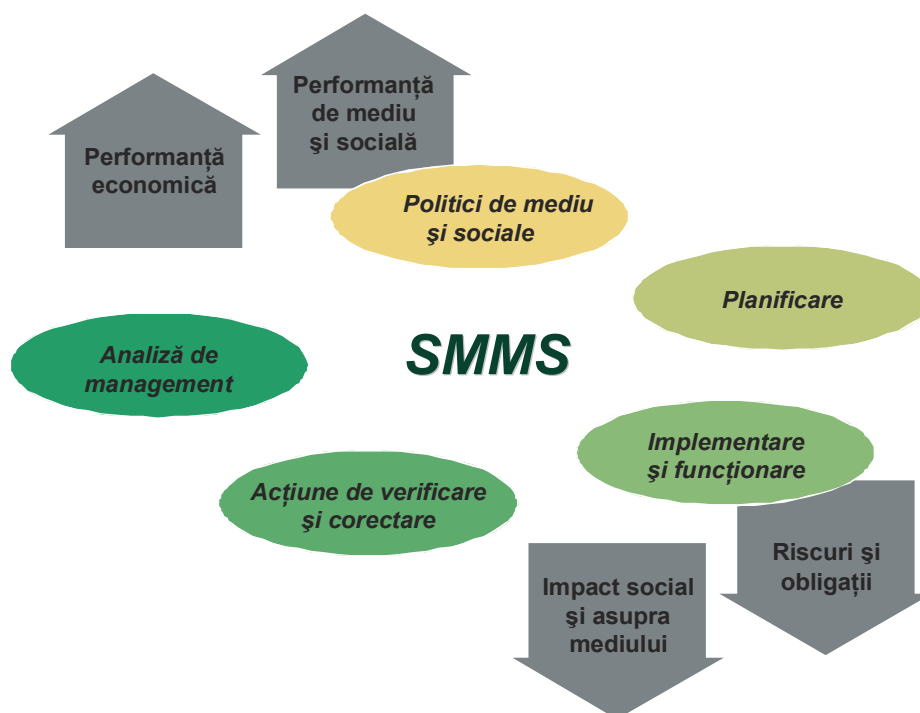 Performanță
de mediu
şi socială
Performanță
economică
Politici de mediu
şi sociale
Planificare
SMMS
Analiză de
management
Implementare
şi funcționare
Acțiune de verificare
şi corectare
Riscuri şi
obligații
Impact social
şi asupra
mediului